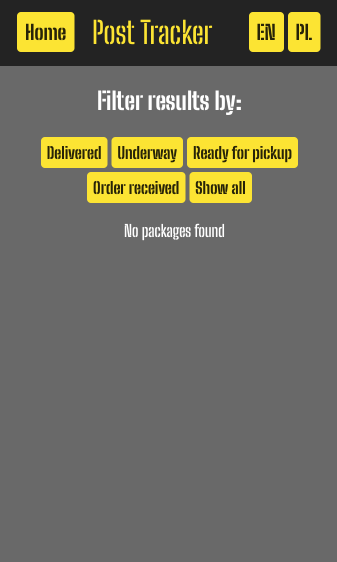 Home Post Tracker EN PL
Filter results by:
Delivered Underway Ready for pickup
Order received Show all
No packages found